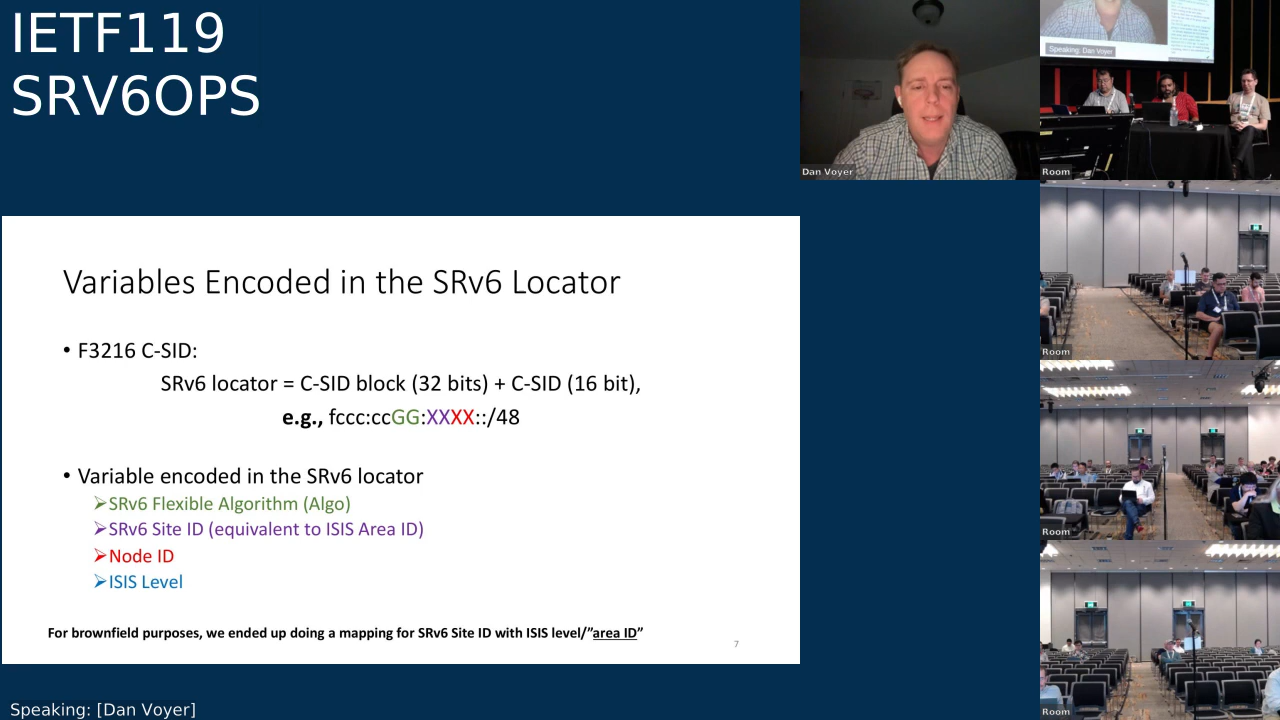 IETF119
SRV6OPS
Dan Voyer
Speaking: Dan Voyer
Room
Room
Room
Room
Variables Encoded in the SRv6 Locator
• F3216 C-SID:
SRv6 locator = C-SID block (32 bits) + C-SID (16 bit),
e.g., fccc:ccGG:XXXX::/48
• Variable encoded in the SRv6 locator
➢SRv6 Flexible Algorithm (Algo)
➢SRv6 Site ID (equivalent to ISIS Area ID)
➢Node ID
➢ISIS Level
For brownfield purposes, we ended up doing a mapping for SRv6 Site ID with ISIS level/”area ID”
7
Speaking: [Dan Voyer]